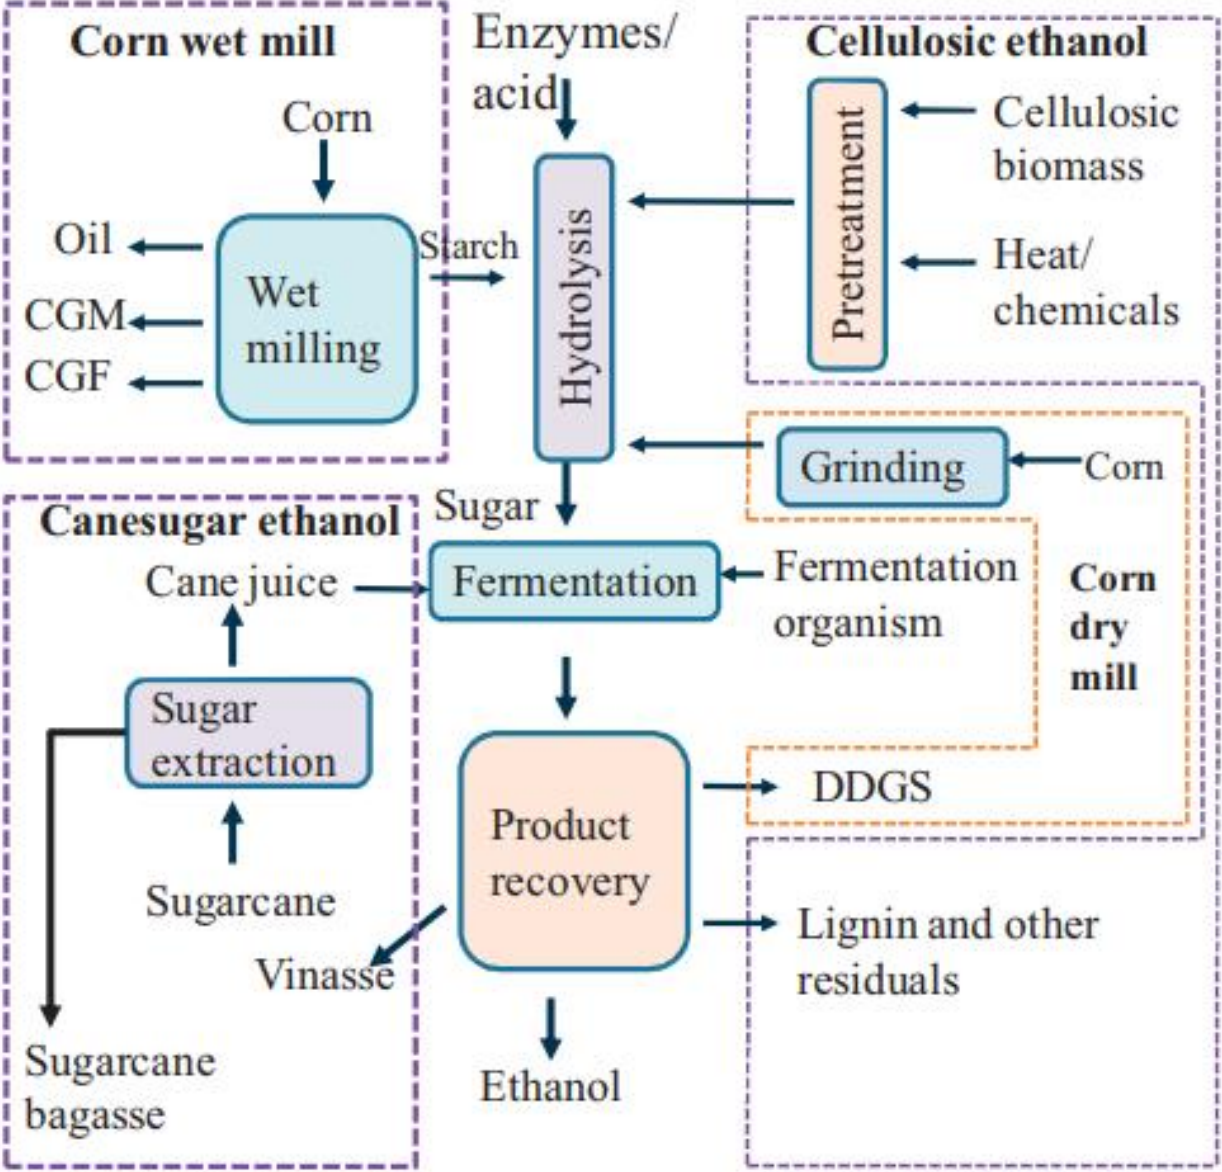 Corn wet mill
Corn
Oil
CGM
CGF
Wet
milling
Starch
Enzymes/
acid
Hydrolysis
Cellulosic ethanol
Pretreatment
Cellulosic
biomass
Heat/
chemicals
Grinding
Corn
Sugar
Canesugar ethanol
Cane juice
Fermentation
Fermentation
organism
Corn
dry
mill
Sugar
extraction
Sugarcane
Product
recovery
DDGS
Lignin and other
residuals
Vinasse
Ethanol
Sugarcane
bagasse